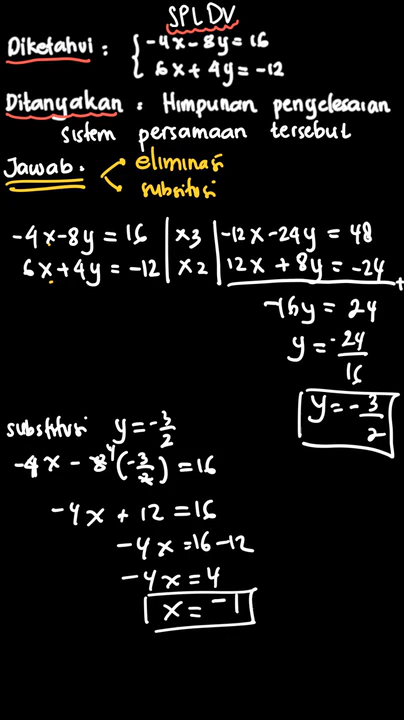 SPLDV
Diketahui : { -4x - 8y = 16
6x + 4y = -12
Ditanyakan : Himpunan penyelesaian
sistem persamaan tersebut
Jawab : < eliminasi
substitusi
-4x - 8y = 16 | x3 | -12x - 24y = 48
6x + 4y = -12 | x2 | 12x + 8y = -24 +
-16y = 24
y = -24/16
y = -3/2
substitusi y = -3/2
-4x - 8 4 (-3/2) = 16
-4x + 12 = 16
-4x = 16 - 12
-4x = 4
x = -1